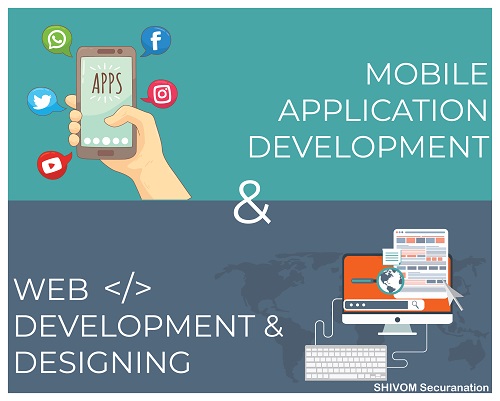 APPS
MOBILE
APPLICATION
DEVELOPMENT
&
WEB </>
DEVELOPMENT &
DESIGNING
SHIVOM Securanation